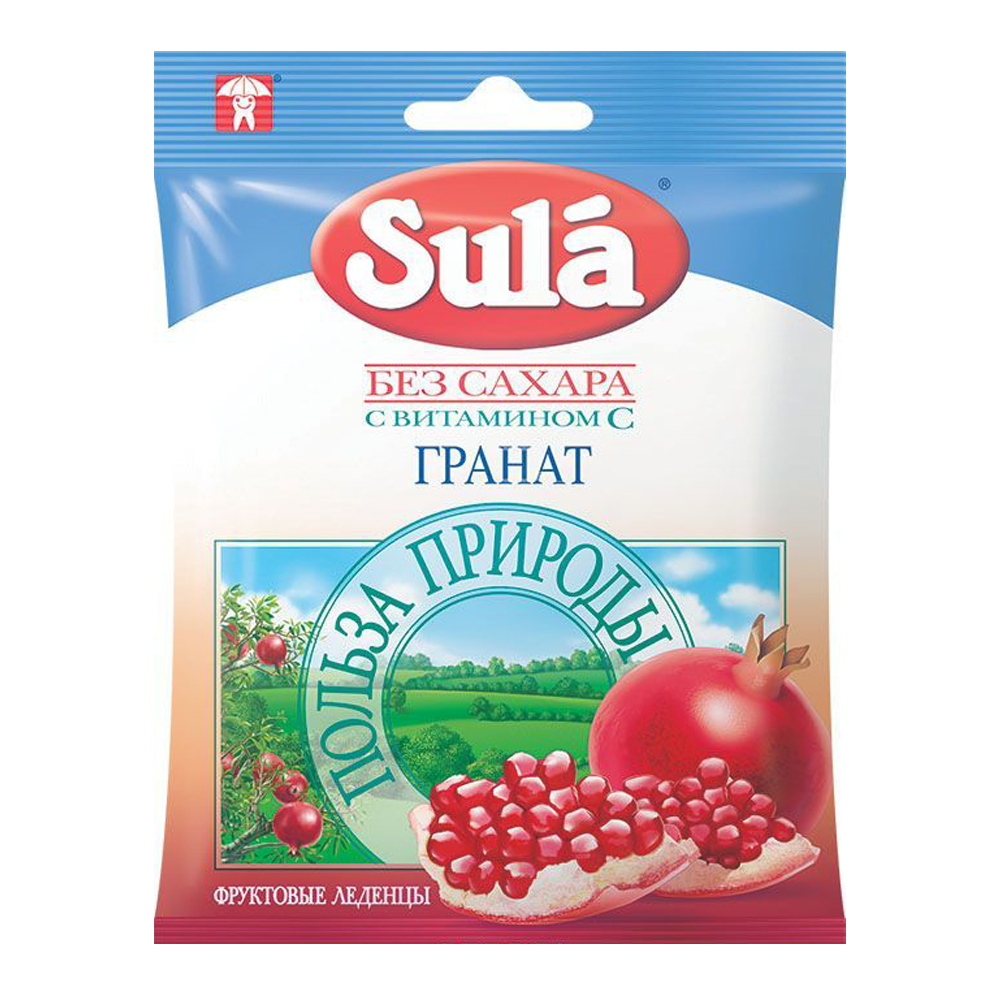 ®
Sulá
®
БЕЗ САХАРА
С ВИТАМИНОМ С
ГРАНАТ
ПОЛЬЗА ПРИРОДЫ
ФРУКТОВЫЕ ЛЕДЕНЦЫ